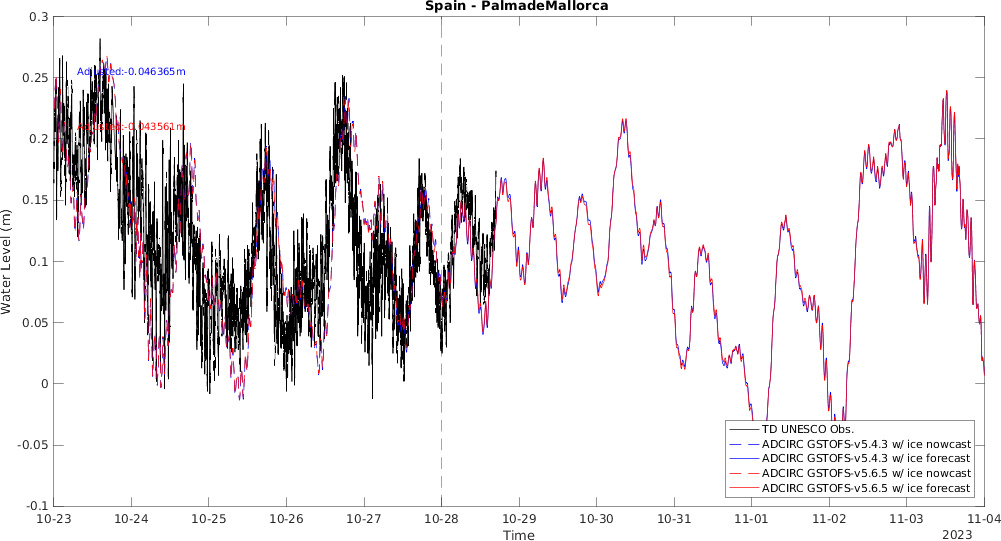 Spain - PalmadeMallorca
0.3
0.25
0.2
0.15
0.1
0.05
0
-0.05
-0.1
Water Level (m)
Adjusted:-0.046365m
Adjusted:-0.043561m
TD UNESCO Obs.
ADCIRC GSTOFS-v5.4.3 w/ ice nowcast
ADCIRC GSTOFS-v5.4.3 w/ ice forecast
ADCIRC GSTOFS-v5.6.5 w/ ice nowcast
ADCIRC GSTOFS-v5.6.5 w/ ice forecast
10-23 10-24 10-25 10-26 10-27 10-28 10-29 10-30 10-31 11-01 11-02 11-03 11-04
Time
2023